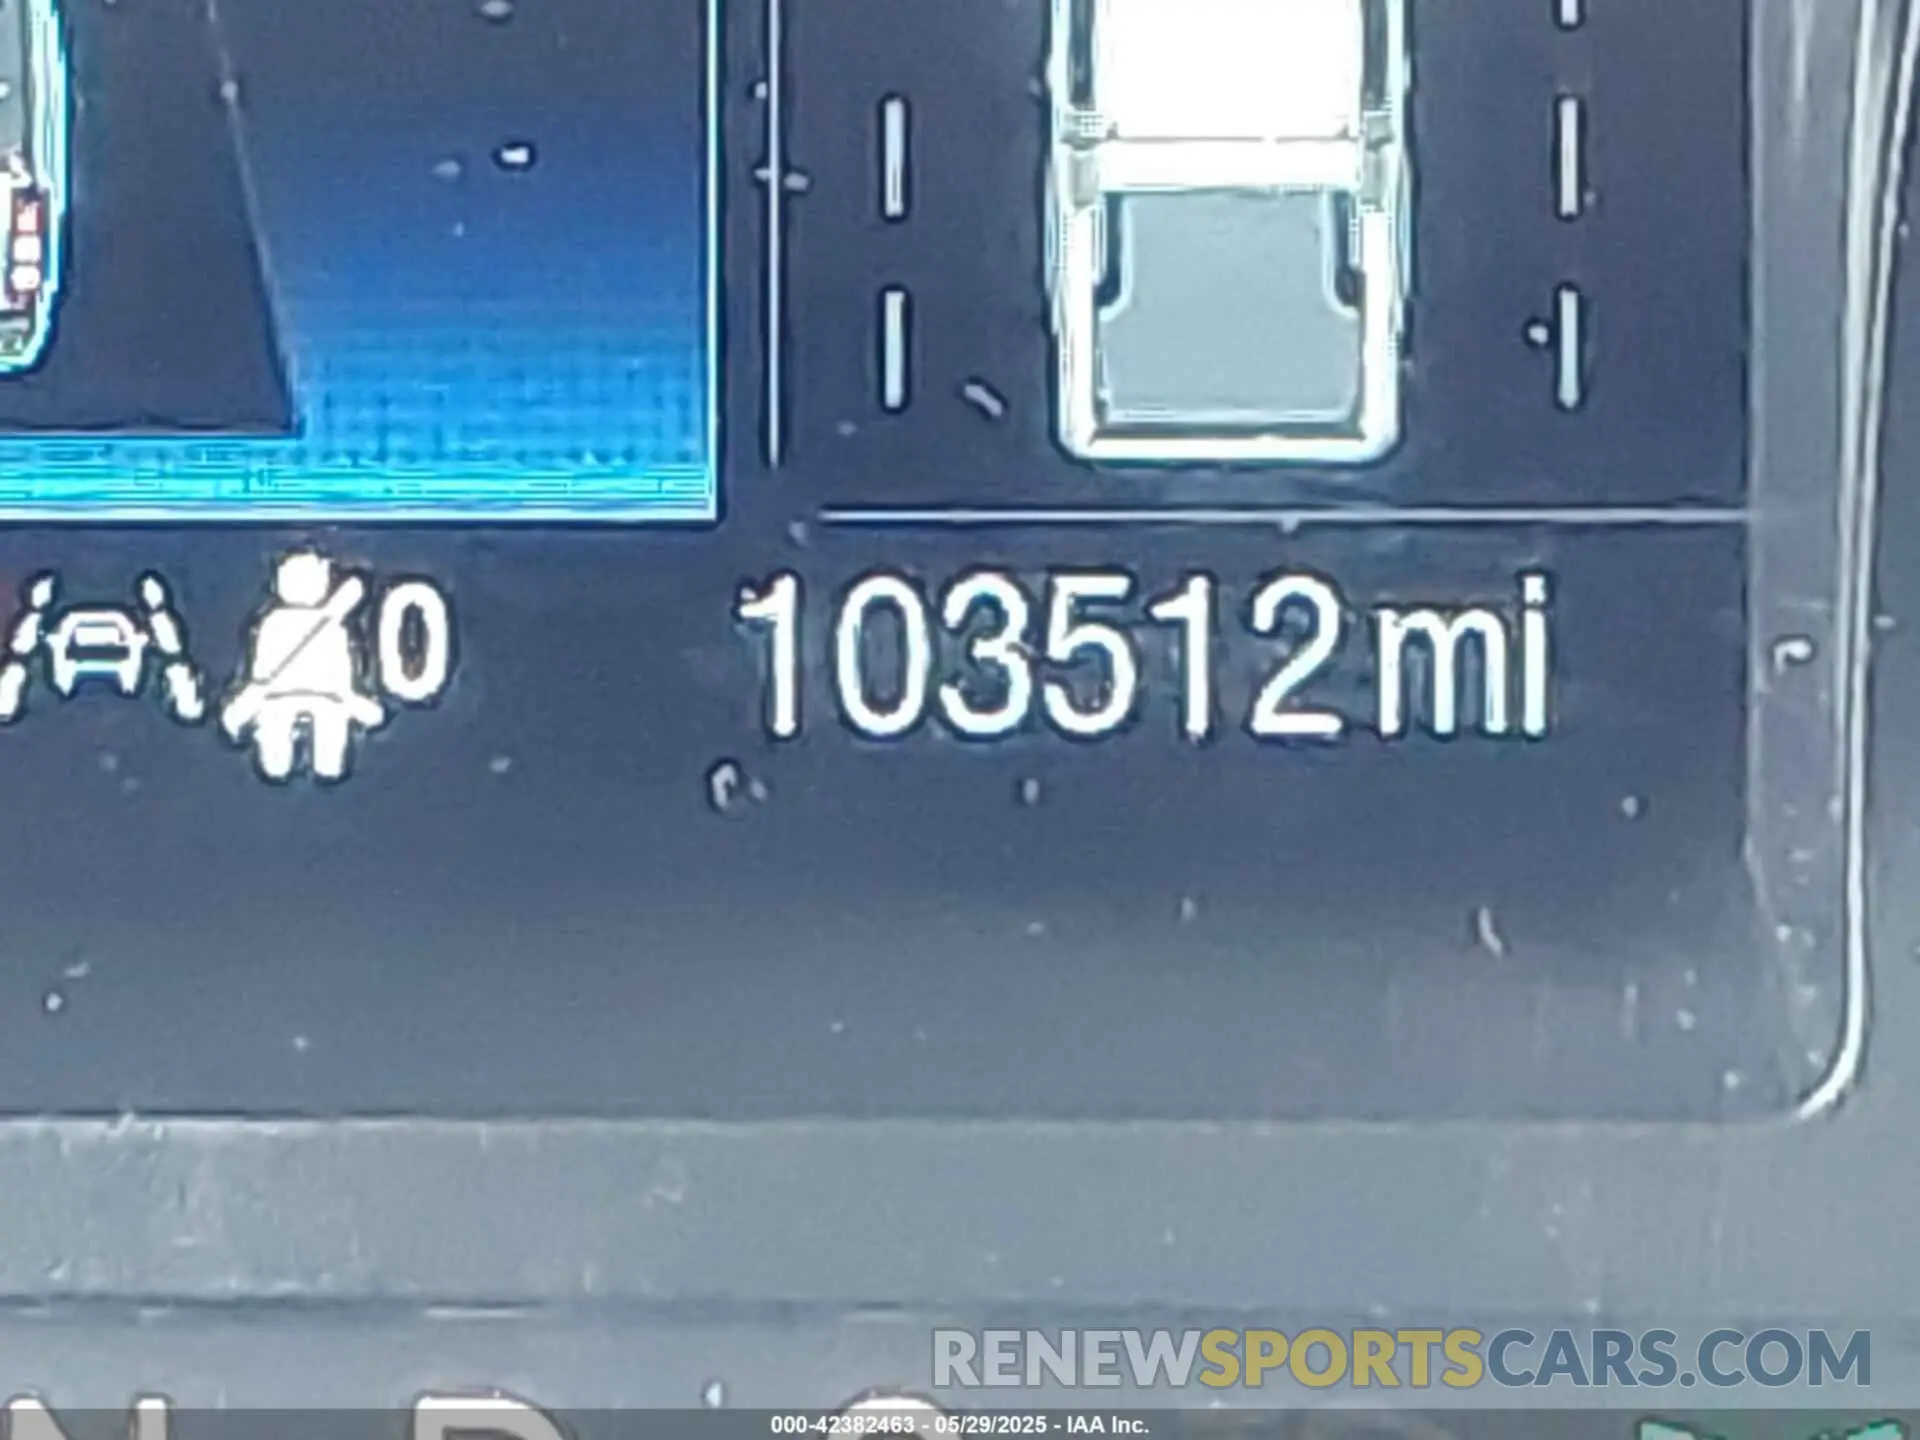 0 103512mi
RENEWSPORTSCARS.COM
000-42382463 - 05/29/2025 - IAA Inc.